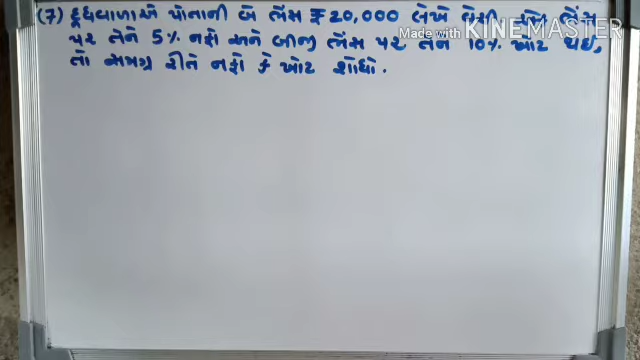 Made with KINEMASTER
(7) દૂધવાળાએ પોતાની બે ભેંસ ₹ 20,000 લેખે વેચી
પર તેને 5% નફો અને બીજી ભેંસ પર તેને 10% ખોટ થઈ,
તો સમગ્ર રીતે નફો કે ખોટ શોધો.